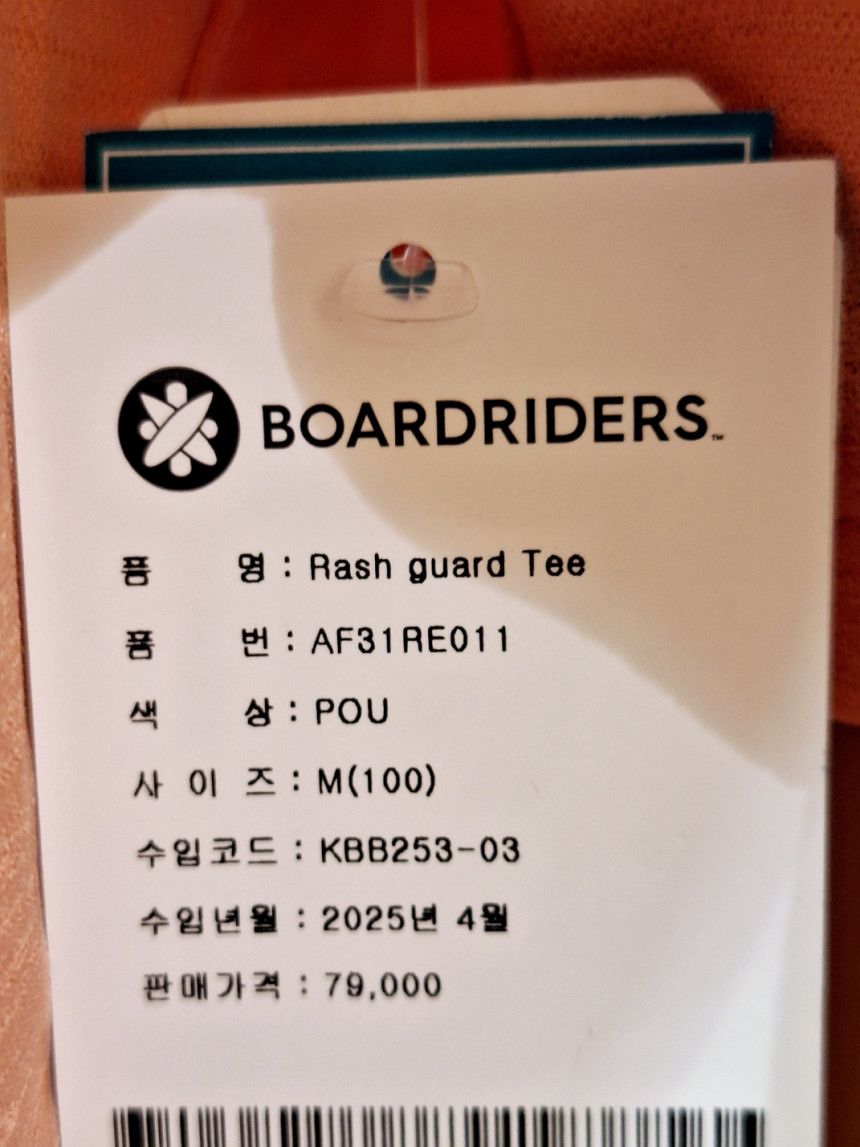 BOARDRIDERS™
품 명 : Rash guard Tee
품 번 : AF31RE011
색 상 : POU
사 이 즈 : M(100)
수입코드 : KBB253-03
수입년월 : 2025년 4월
판매가격 : 79,000